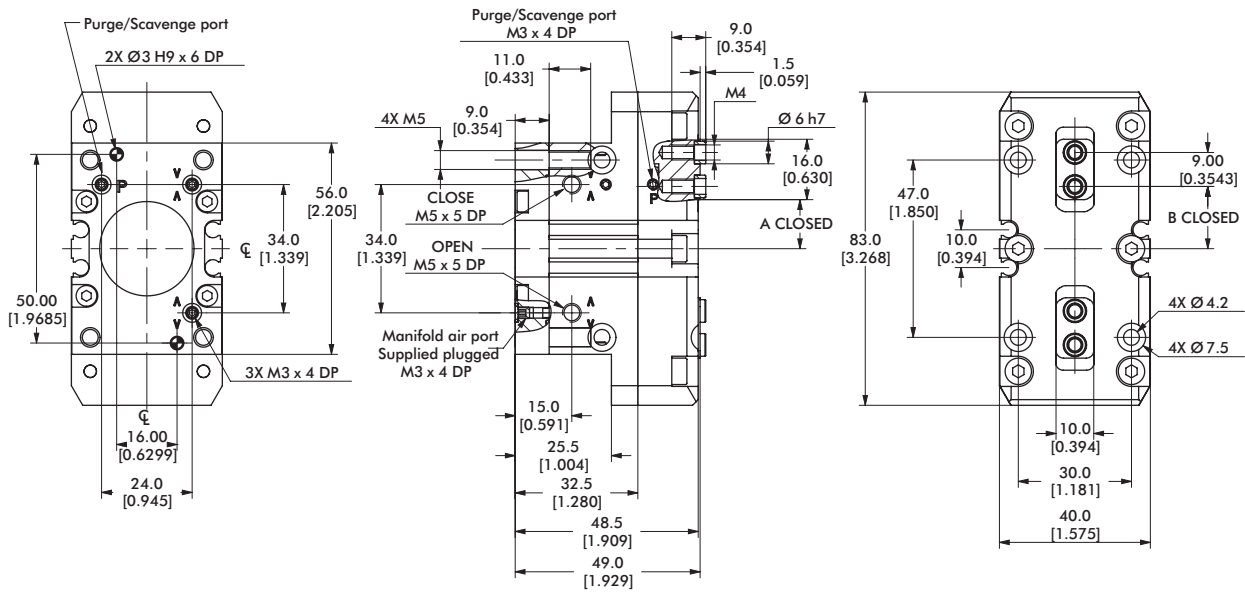 Purge/Scavenge port
2X Ø3 H9 x 6 DP
P
V
Λ
Λ
V
56.0
[2.205]
34.0
[1.339]
℄
50.00
[1.9685]
3X M3 x 4 DP
℄
16.00
[0.6299]
24.0
[0.945]
Purge/Scavenge port
M3 x 4 DP
9.0
[0.354]
11.0
[0.433]
1.5
[0.059]
M4
9.0
[0.354]
4X M5
Ø 6 h7
16.0
[0.630]
CLOSE
M5 x 5 DP
V
Λ
P
A CLOSED
34.0
[1.339]
OPEN
M5 x 5 DP
Λ
V
Manifold air port
Supplied plugged
M3 x 4 DP
15.0
[0.591]
25.5
[1.004]
32.5
[1.280]
48.5
[1.909]
49.0
[1.929]
9.00
[0.3543]
47.0
[1.850]
B CLOSED
83.0
[3.268]
10.0
[0.394]
4X Ø 4.2
4X Ø 7.5
10.0
[0.394]
30.0
[1.181]
40.0
[1.575]